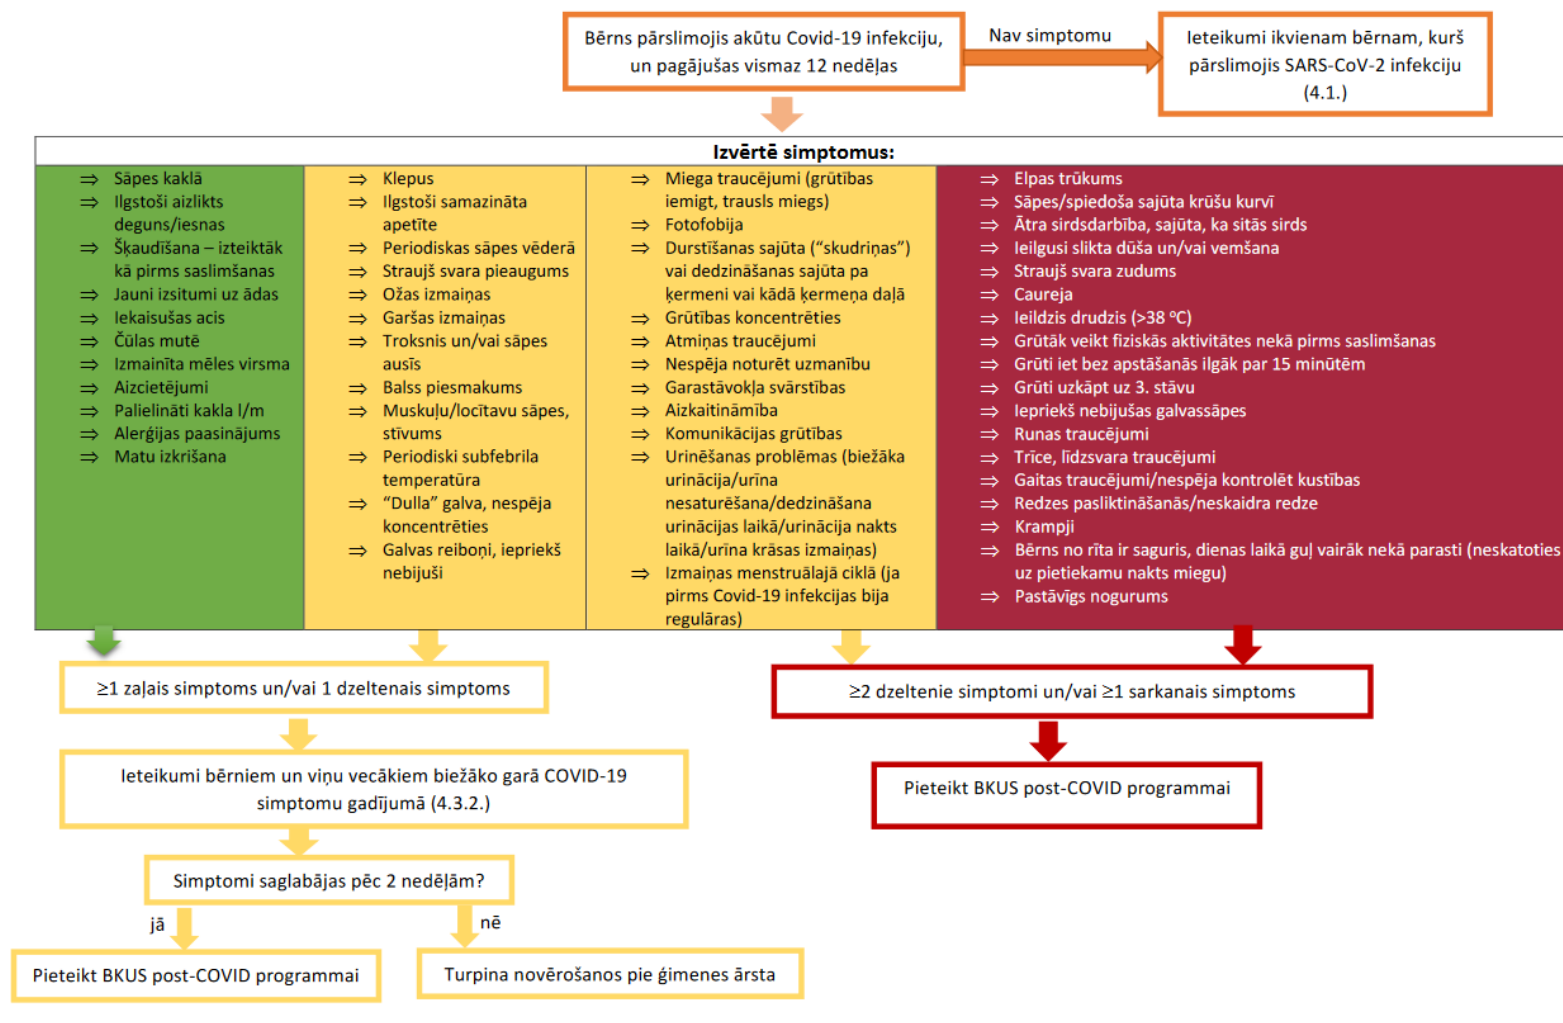 Bērns pārslimojis akūtu Covid-19 infekciju,
un pagājušas vismaz 12 nedēļas
Nav simptomu
Ieteikumi ikvienam bērnam, kurš
pārslimojis SARS-CoV-2 infekciju
(4.1.)
Izvērtē simptomus:
⇒ Sāpes kaklā
⇒ Ilgstoši aizlikts
deguns/iesnas
⇒ Šķaudīšana – izteiktāk
kā pirms saslimšanas
⇒ Jauni izsitumi uz ādas
⇒ Iekaisušas acis
⇒ Čūlas mutē
⇒ Izmainīta mēles virsma
⇒ Aizcietējumi
⇒ Palielināti kakla l/m
⇒ Alerģijas paasinājums
⇒ Matu izkrišana
⇒ Klepus
⇒ Ilgstoši samazināta
apetīte
⇒ Periodiskas sāpes vēderā
⇒ Straujš svara pieaugums
⇒ Ožas izmaiņas
⇒ Garšas izmaiņas
⇒ Troksnis un/vai sāpes
ausīs
⇒ Balss piesmakums
⇒ Muskuļu/locītavu sāpes,
stīvums
⇒ Periodiski subfebrila
temperatūra
⇒ “Dulla” galva, nespēja
koncentrēties
⇒ Galvas reiboņi, iepriekš
nebijuši
⇒ Miega traucējumi (grūtības
iemigt, trausls miegs)
⇒ Fotofobija
⇒ Durstīšanas sajūta (“skudriņas”)
vai dedzināšanas sajūta pa
ķermeni vai kādā ķermeņa daļā
⇒ Grūtības koncentrēties
⇒ Atmiņas traucējumi
⇒ Nespēja noturēt uzmanību
⇒ Garastāvokļa svārstības
⇒ Aizkaitināmība
⇒ Komunikācijas grūtības
⇒ Urinēšanas problēmas (biežāka
urinācija/urīna
nesaturēšana/dedzināšana
urinācijas laikā/urinācija nakts
laikā/urīna krāsas izmaiņas)
⇒ Izmaiņas menstruālajā ciklā (ja
pirms Covid-19 infekcijas bija
regulāras)
⇒ Elpas trūkums
⇒ Sāpes/spiedoša sajūta krūšu kurvī
⇒ Ātra sirdsdarbība, sajūta, ka sitās sirds
⇒ Ieilgusi slikta dūša un/vai vemšana
⇒ Straujš svara zudums
⇒ Caureja
⇒ Ieildzis drudzis (>38 °C)
⇒ Grūtāk veikt fiziskās aktivitātes nekā pirms saslimšanas
⇒ Grūti iet bez apstāšanās ilgāk par 15 minūtēm
⇒ Grūti uzkāpt uz 3. stāvu
⇒ Iepriekš nebijušas galvassāpes
⇒ Runas traucējumi
⇒ Trīce, līdzsvara traucējumi
⇒ Gaitas traucējumi/nespēja kontrolēt kustības
⇒ Redzes pasliktināšanās/neskaidra redze
⇒ Krampji
⇒ Bērns no rīta ir saguris, dienas laikā guļ vairāk nekā parasti (neskatoties
uz pietiekamu nakts miegu)
⇒ Pastāvīgs nogurums
≥1 zaļais simptoms un/vai 1 dzeltenais simptoms
≥2 dzeltenie simptomi un/vai ≥1 sarkanais simptoms
Ieteikumi bērniem un viņu vecākiem biežāko garā COVID-19
simptomu gadījumā (4.3.2.)
Pieteikt BKUS post-COVID programmai
Simptomi saglabājas pēc 2 nedēļām?
jā
nē
Pieteikt BKUS post-COVID programmai
Turpina novērošanos pie ģimenes ārsta